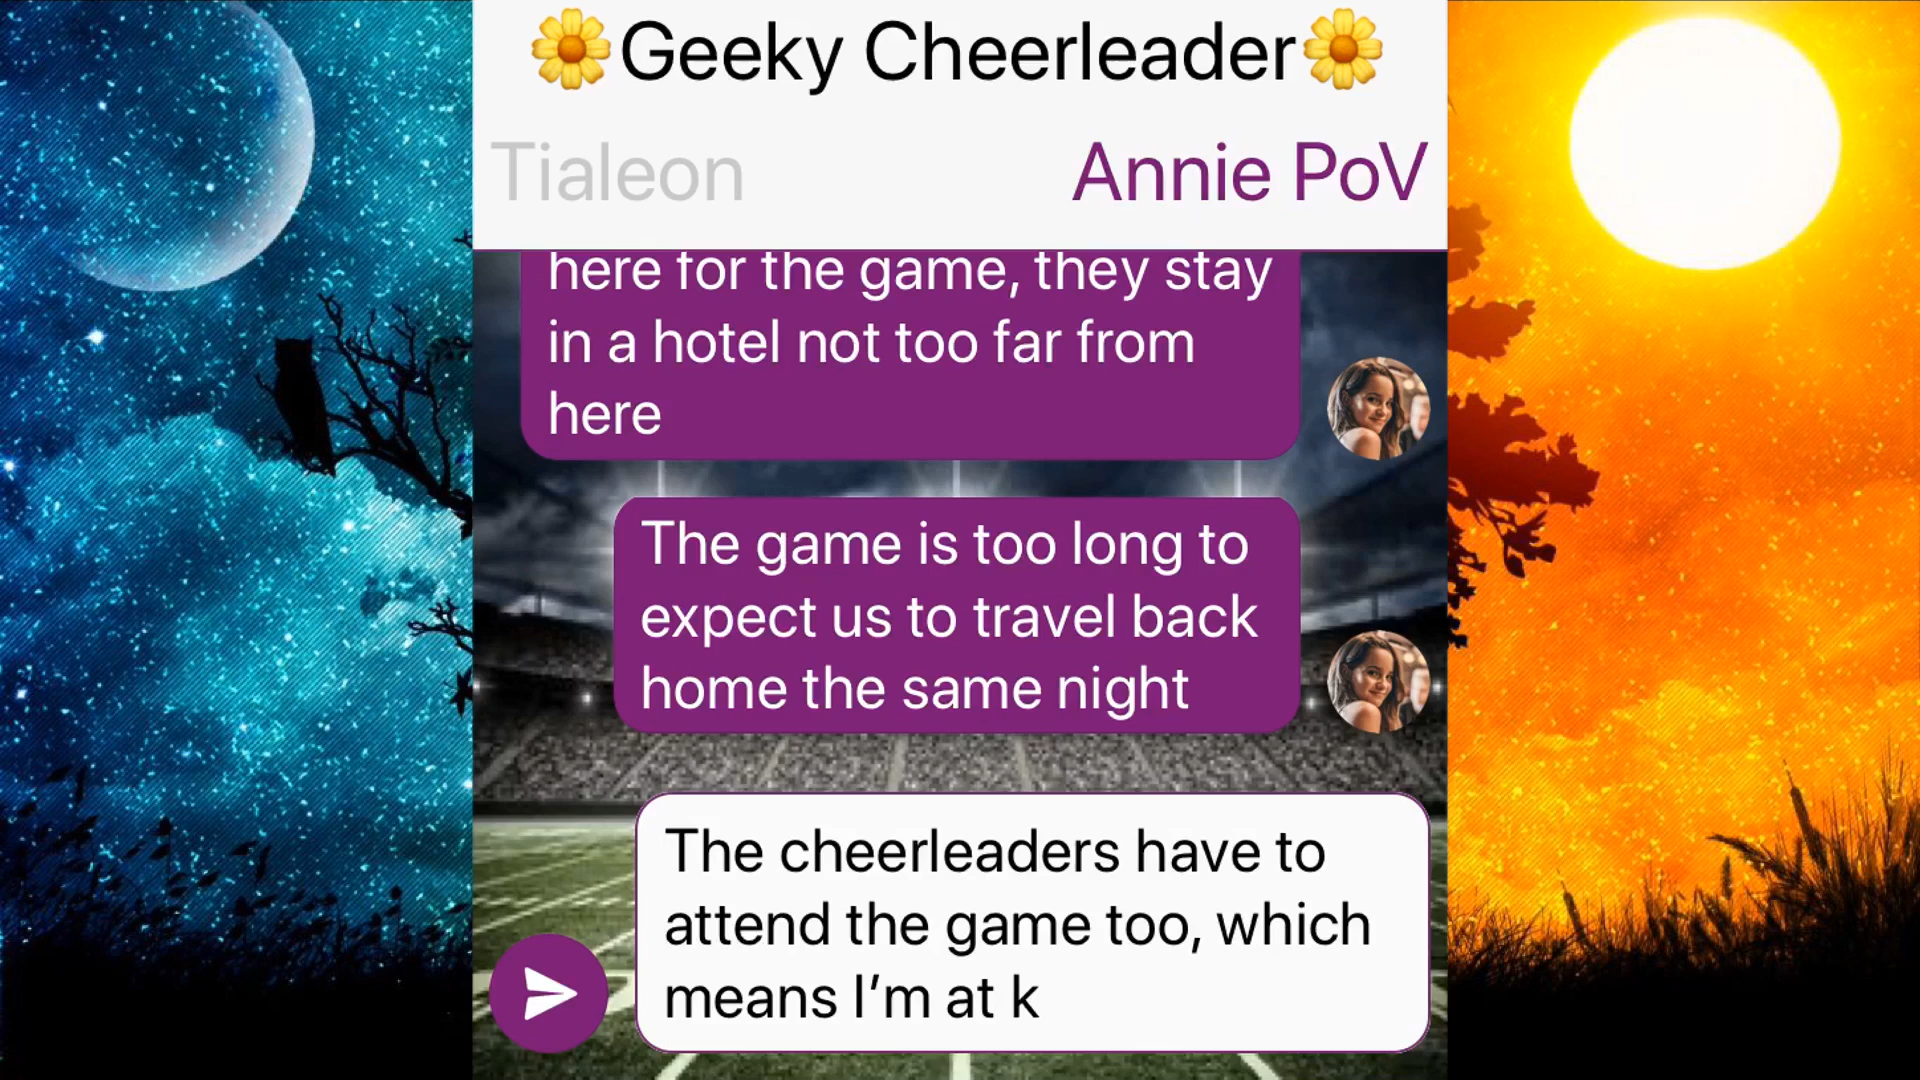 🌼Geeky Cheerleader🌼
Tialeon Annie PoV
here for the game, they stay
in a hotel not too far from
here
The game is too long to
expect us to travel back
home the same night
The cheerleaders have to
attend the game too, which
means I’m at k